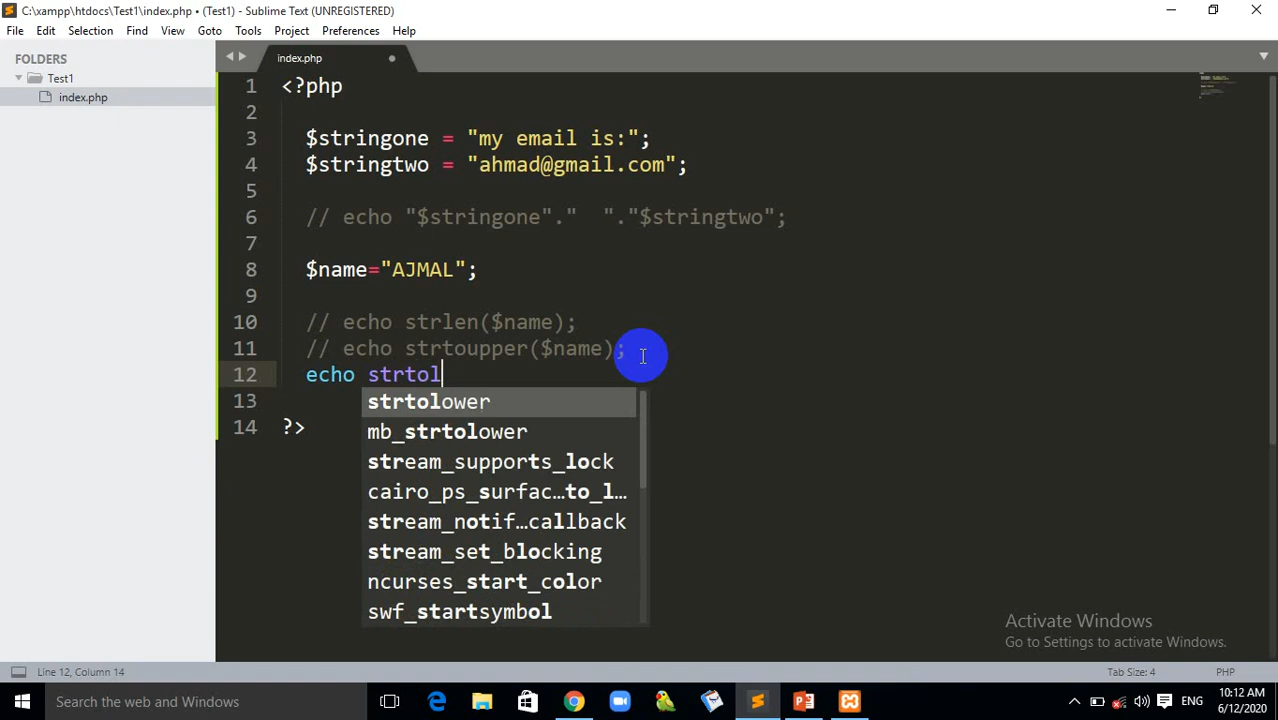 C:\xampp\htdocs\Test1\index.php • (Test1) - Sublime Text (UNREGISTERED)
File Edit Selection Find View Goto Tools Project Preferences Help
FOLDERS
Test1
index.php
index.php
1 <?php
2
3 $stringone = "my email is:";
4 $stringtwo = "ahmad@gmail.com";
5
6 // echo "$stringone"."  "."$stringtwo";
7
8 $name="AJMAL";
9
10 // echo strlen($name);
11 // echo strtoupper($name);
12 echo strtol
13
14 ?>
strtolower
mb_strtolower
stream_supports_lock
cairo_ps_surfac…to_l…
stream_notif…callback
stream_set_blocking
ncurses_start_color
swf_startsymbol
Activate Windows
Go to Settings to activate Windows.
Line 12, Column 14
Tab Size: 4
PHP
Search the web and Windows
ENG
10:12 AM
6/12/2020